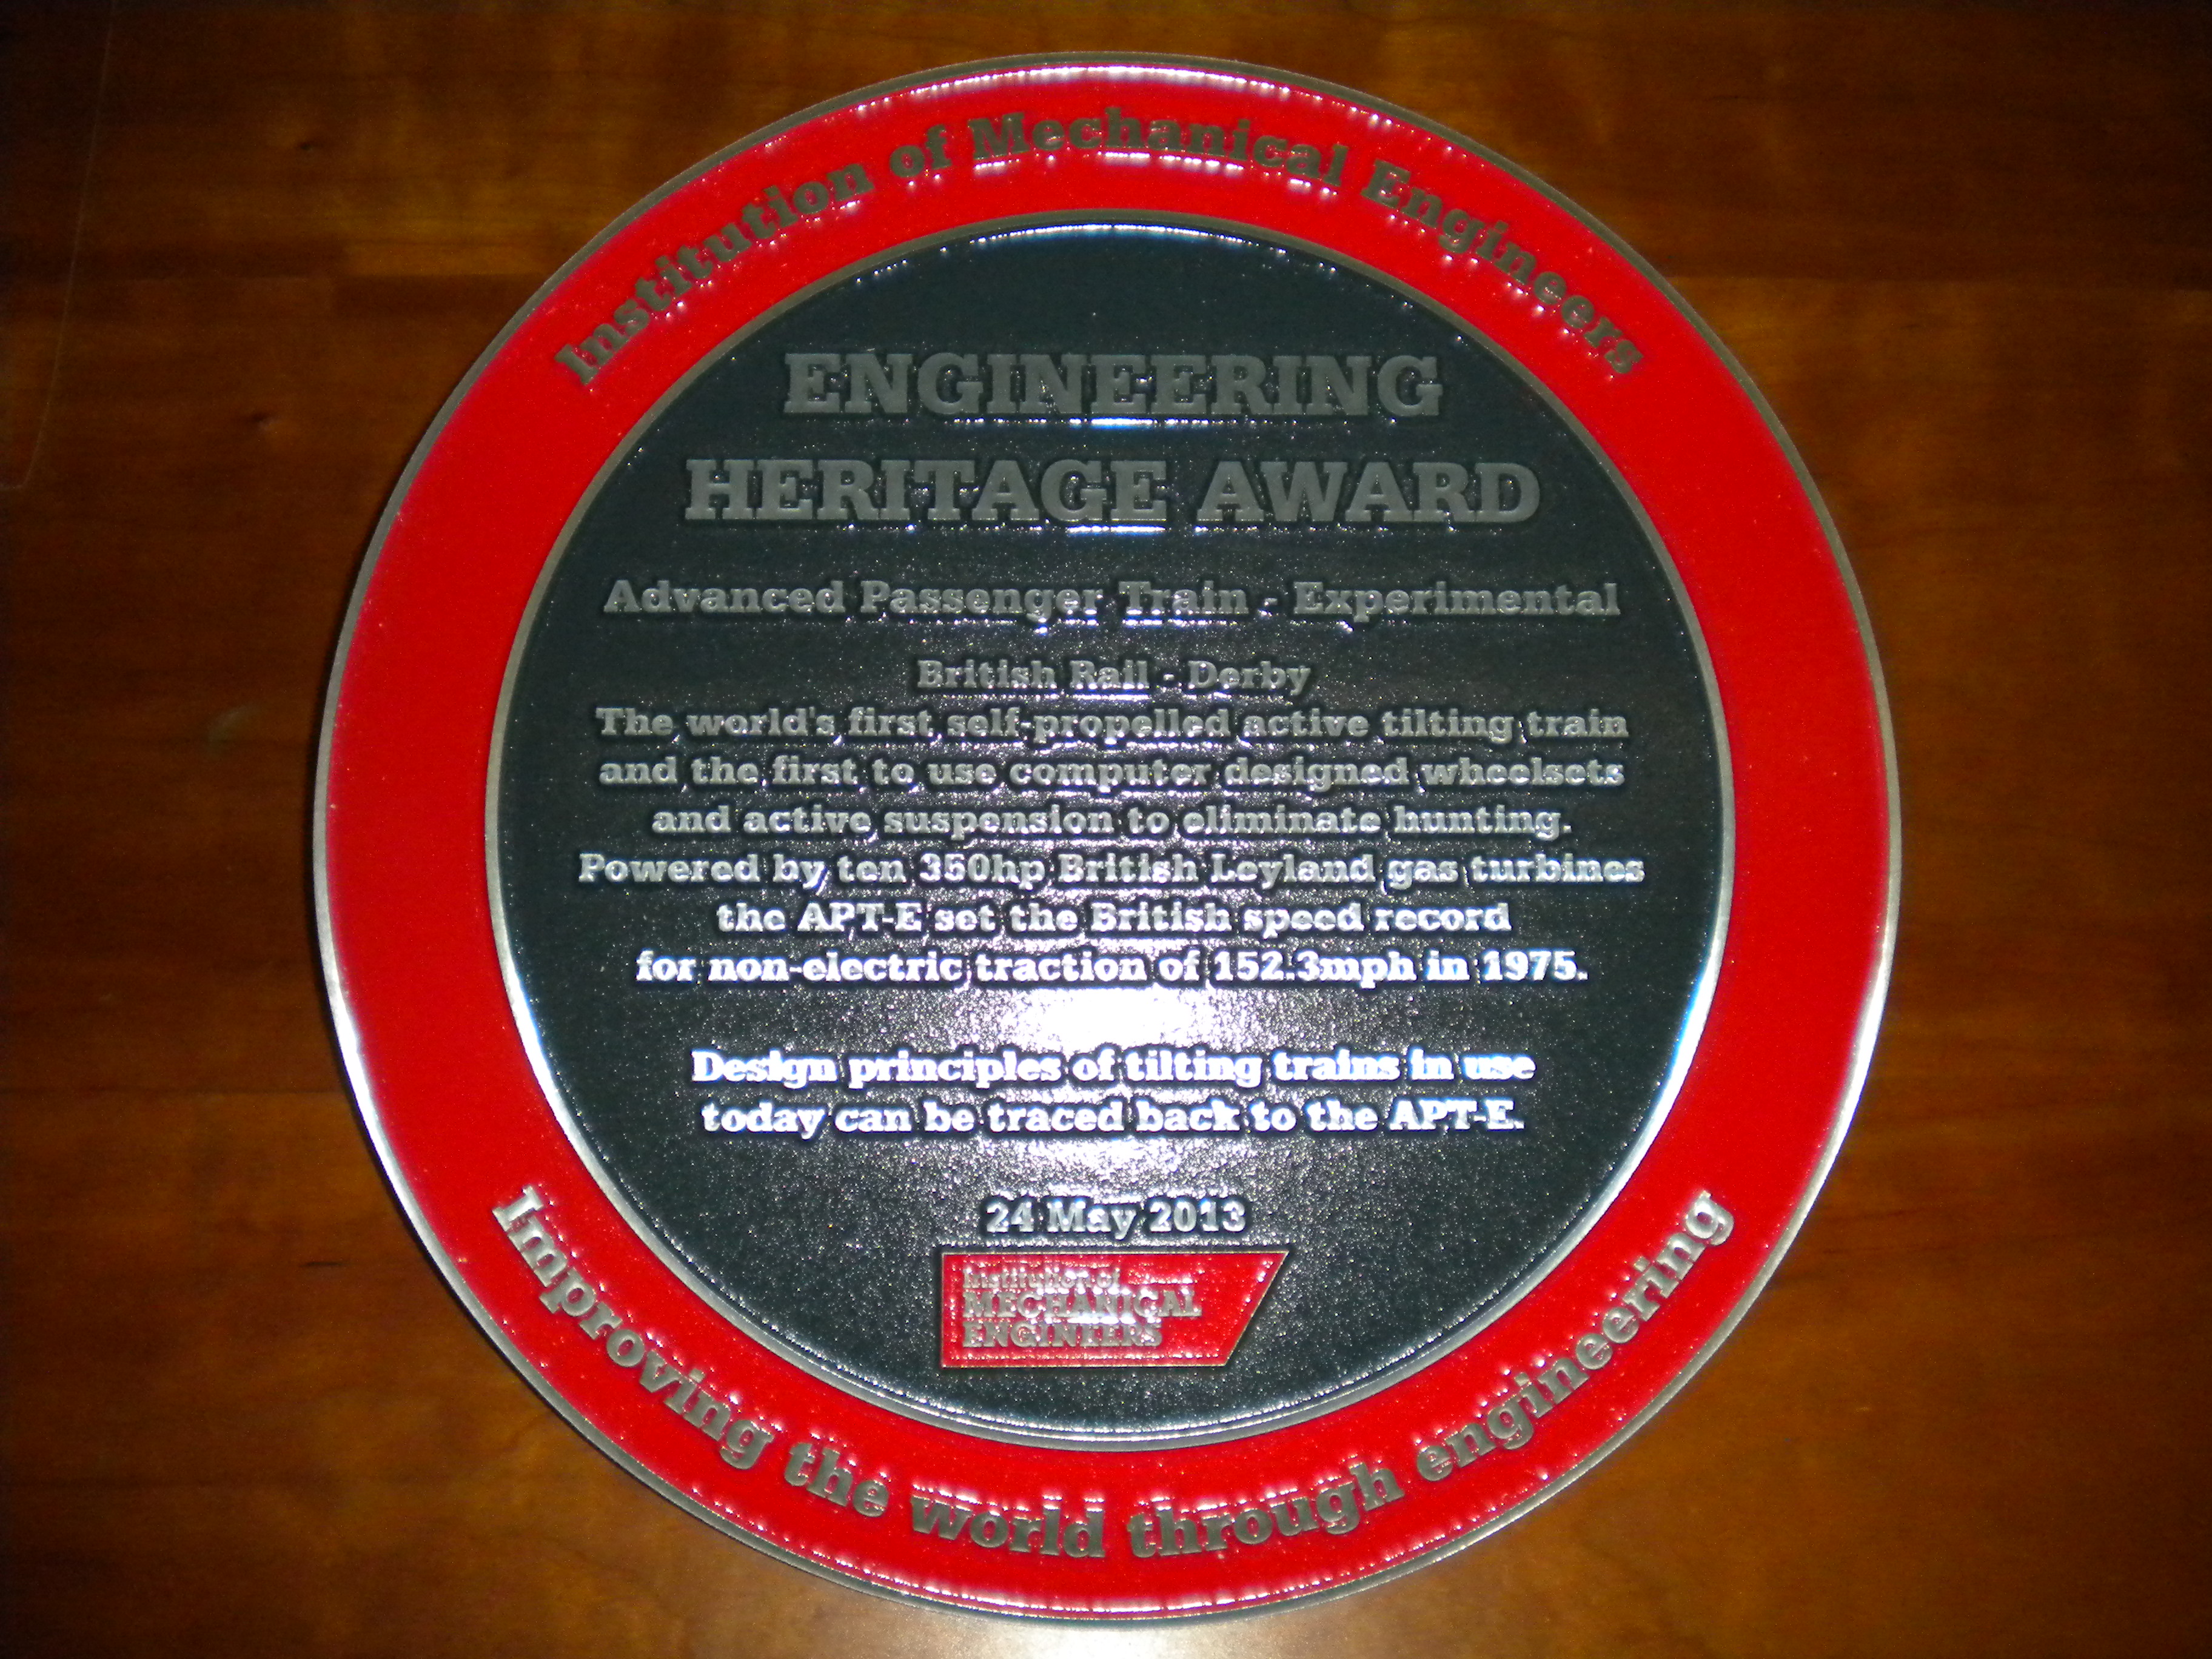 Institution of Mechanical Engineers
ENGINEERING
HERITAGE AWARD
Advanced Passenger Train - Experimental
British Rail - Derby
The world's first self-propelled active tilting train
and the first to use computer designed wheelsets
and active suspension to eliminate hunting.
Powered by ten 350hp British Leyland gas turbines
the APT-E set the British speed record
for non-electric traction of 152.3mph in 1975.
Design principles of tilting trains in use
today can be traced back to the APT-E.
24 May 2013
Institution of
MECHANICAL
ENGINEERS
Improving the world through engineering